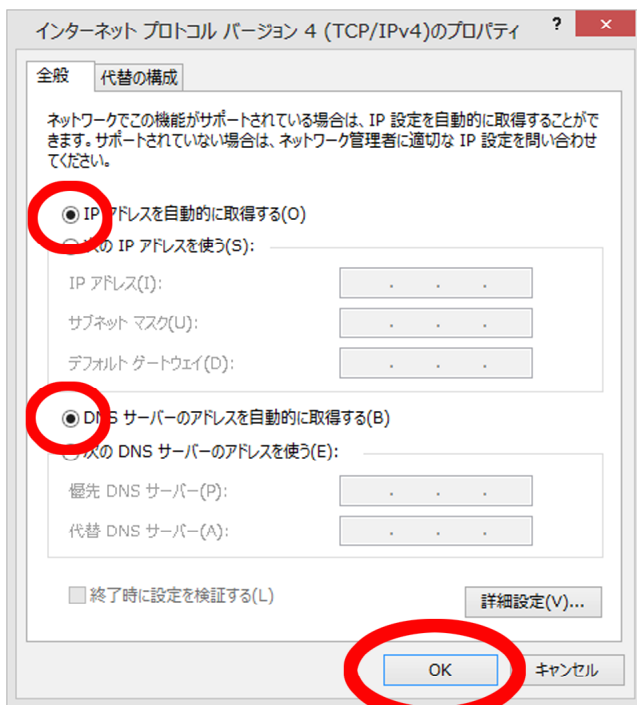 インターネット プロトコル バージョン 4 (TCP/IPv4)のプロパティ ? ×
全般 代替の構成
ネットワークでこの機能がサポートされている場合は、IP 設定を自動的に取得することがで
きます。サポートされていない場合は、ネットワーク管理者に適切な IP 設定を問い合わせ
てください。
IP アドレスを自動的に取得する(O)
次の IP アドレスを使う(S):
IP アドレス(I):
サブネット マスク(U):
デフォルト ゲートウェイ(D):
DNS サーバーのアドレスを自動的に取得する(B)
次の DNS サーバーのアドレスを使う(E):
優先 DNS サーバー(P):
代替 DNS サーバー(A):
終了時に設定を検証する(L)
詳細設定(V)...
OK キャンセル